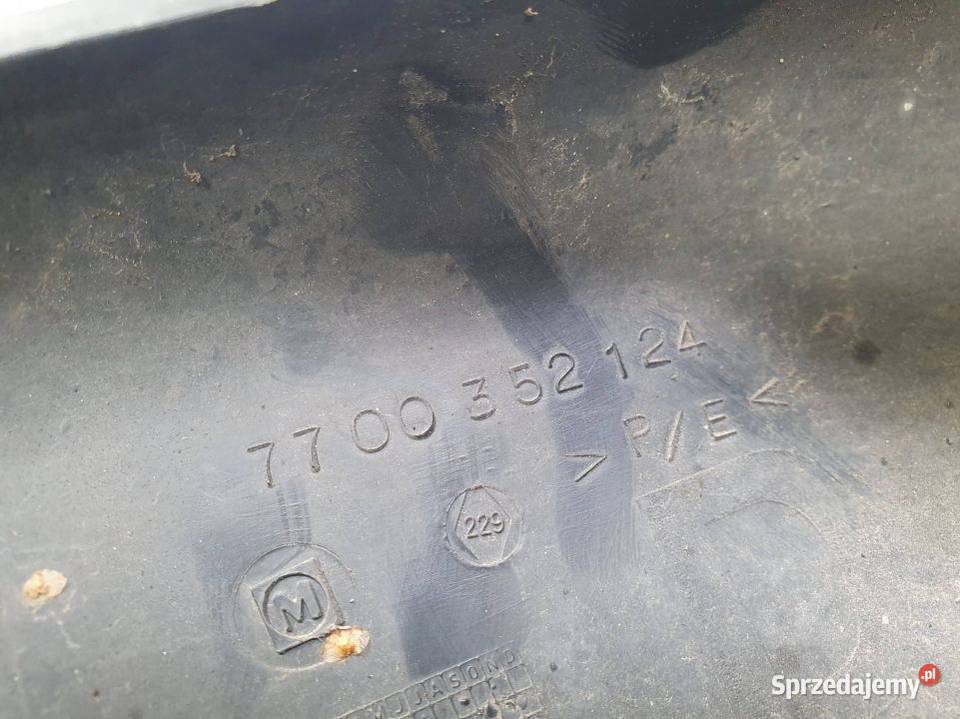 7700 352 124
>P/E<
229
M
M J J A S O N D
Sprzedajemy.pl